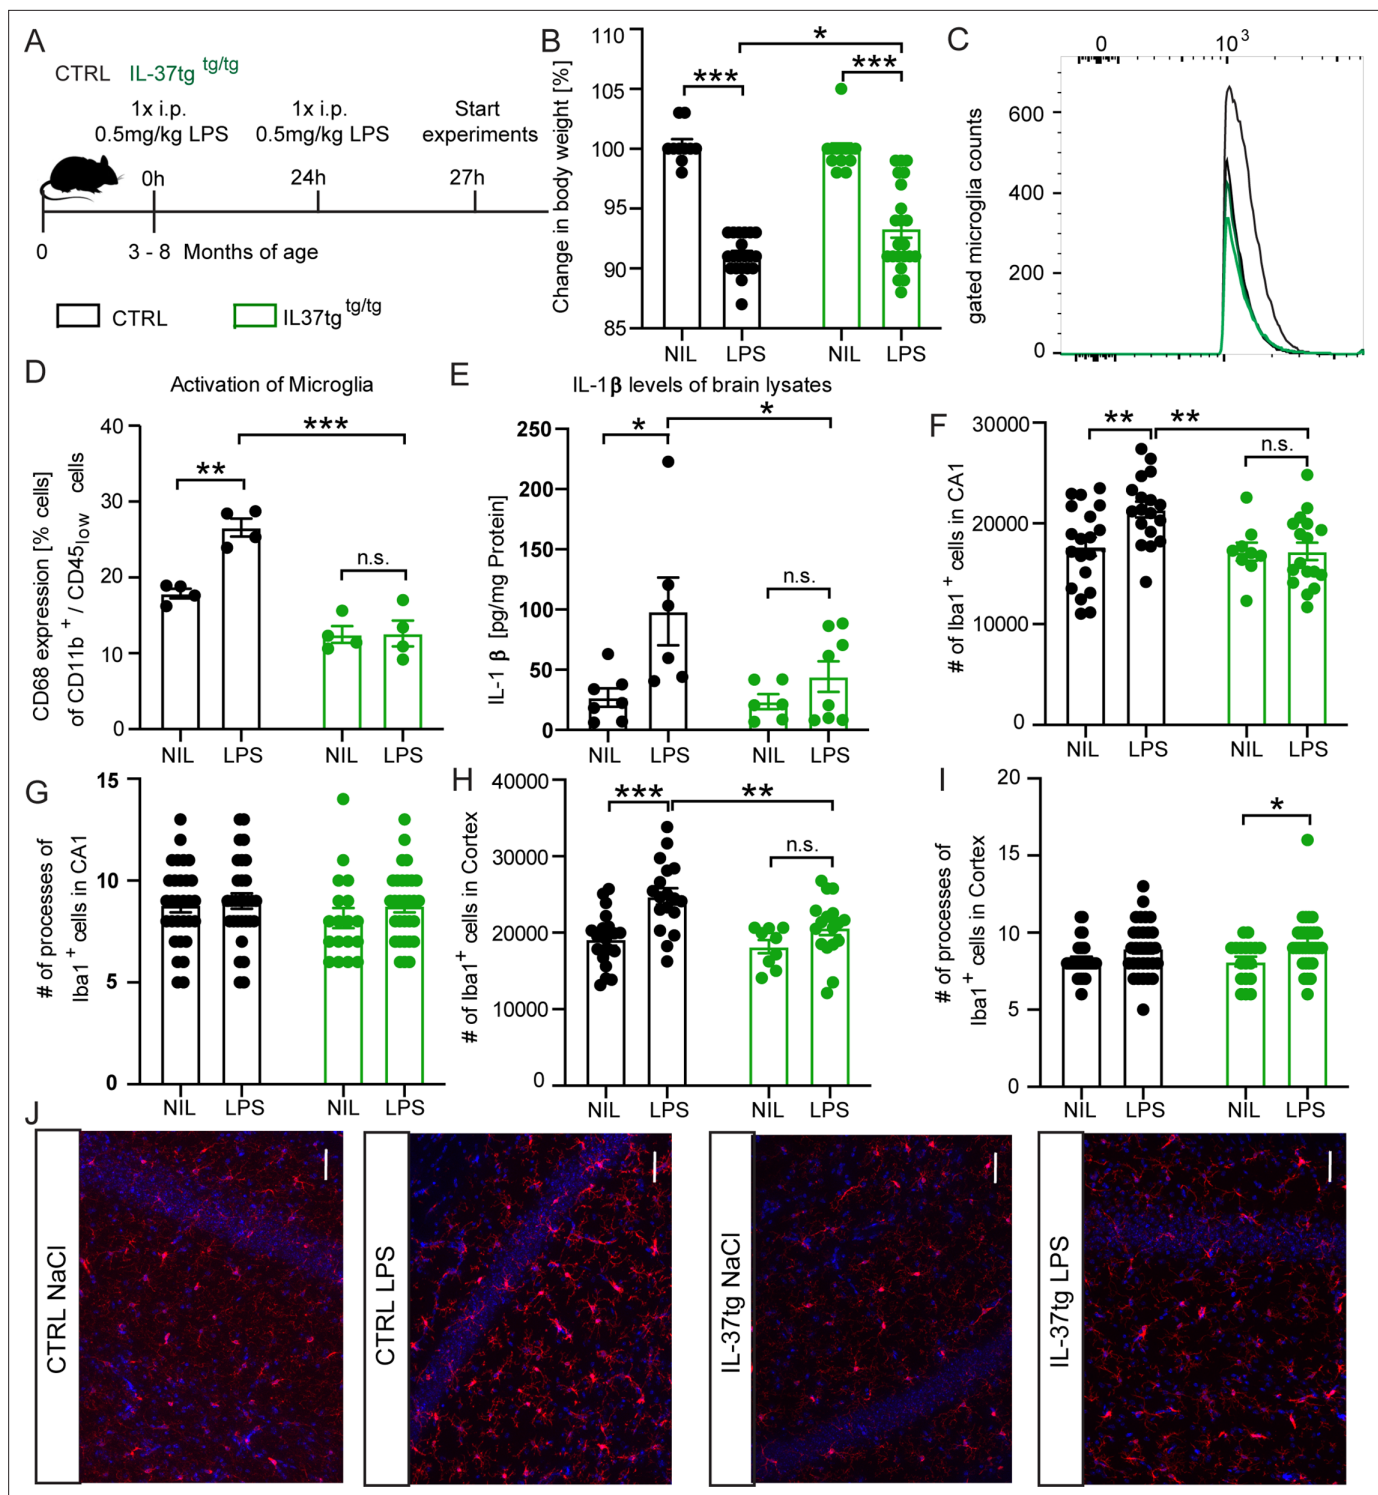 A
CTRL IL-37tg tg/tg
1x i.p.
0.5mg/kg LPS
1x i.p.
0.5mg/kg LPS
Start
experiments
0h
24h
27h
0
3 - 8 Months of age
CTRL
IL37tg tg/tg
B
Change in body weight [%]
110
105
100
95
90
85
***
***
*
NIL
LPS
NIL
LPS
C
0
10³
gated microglia counts
600
400
200
0
D
Activation of Microglia
CD68 expression [% cells]
of CD11b⁺ / CD45low cells
40
30
20
10
0
**
***
n.s.
NIL
LPS
NIL
LPS
E
IL-1β levels of brain lysates
IL-1 β [pg/mg Protein]
250
200
150
100
50
0
*
*
n.s.
NIL
LPS
NIL
LPS
F
# of Iba1⁺ cells in CA1
30000
20000
10000
0
**
**
n.s.
NIL
LPS
NIL
LPS
G
# of processes of
Iba1⁺ cells in CA1
15
10
5
0
NIL
LPS
NIL
LPS
H
# of Iba1⁺ cells in Cortex
40000
30000
20000
10000
0
***
**
n.s.
NIL
LPS
NIL
LPS
I
# of processes of
Iba1⁺ cells in Cortex
20
15
10
5
0
*
NIL
LPS
NIL
LPS
J
CTRL NaCl
CTRL LPS
IL-37tg NaCl
IL-37tg LPS